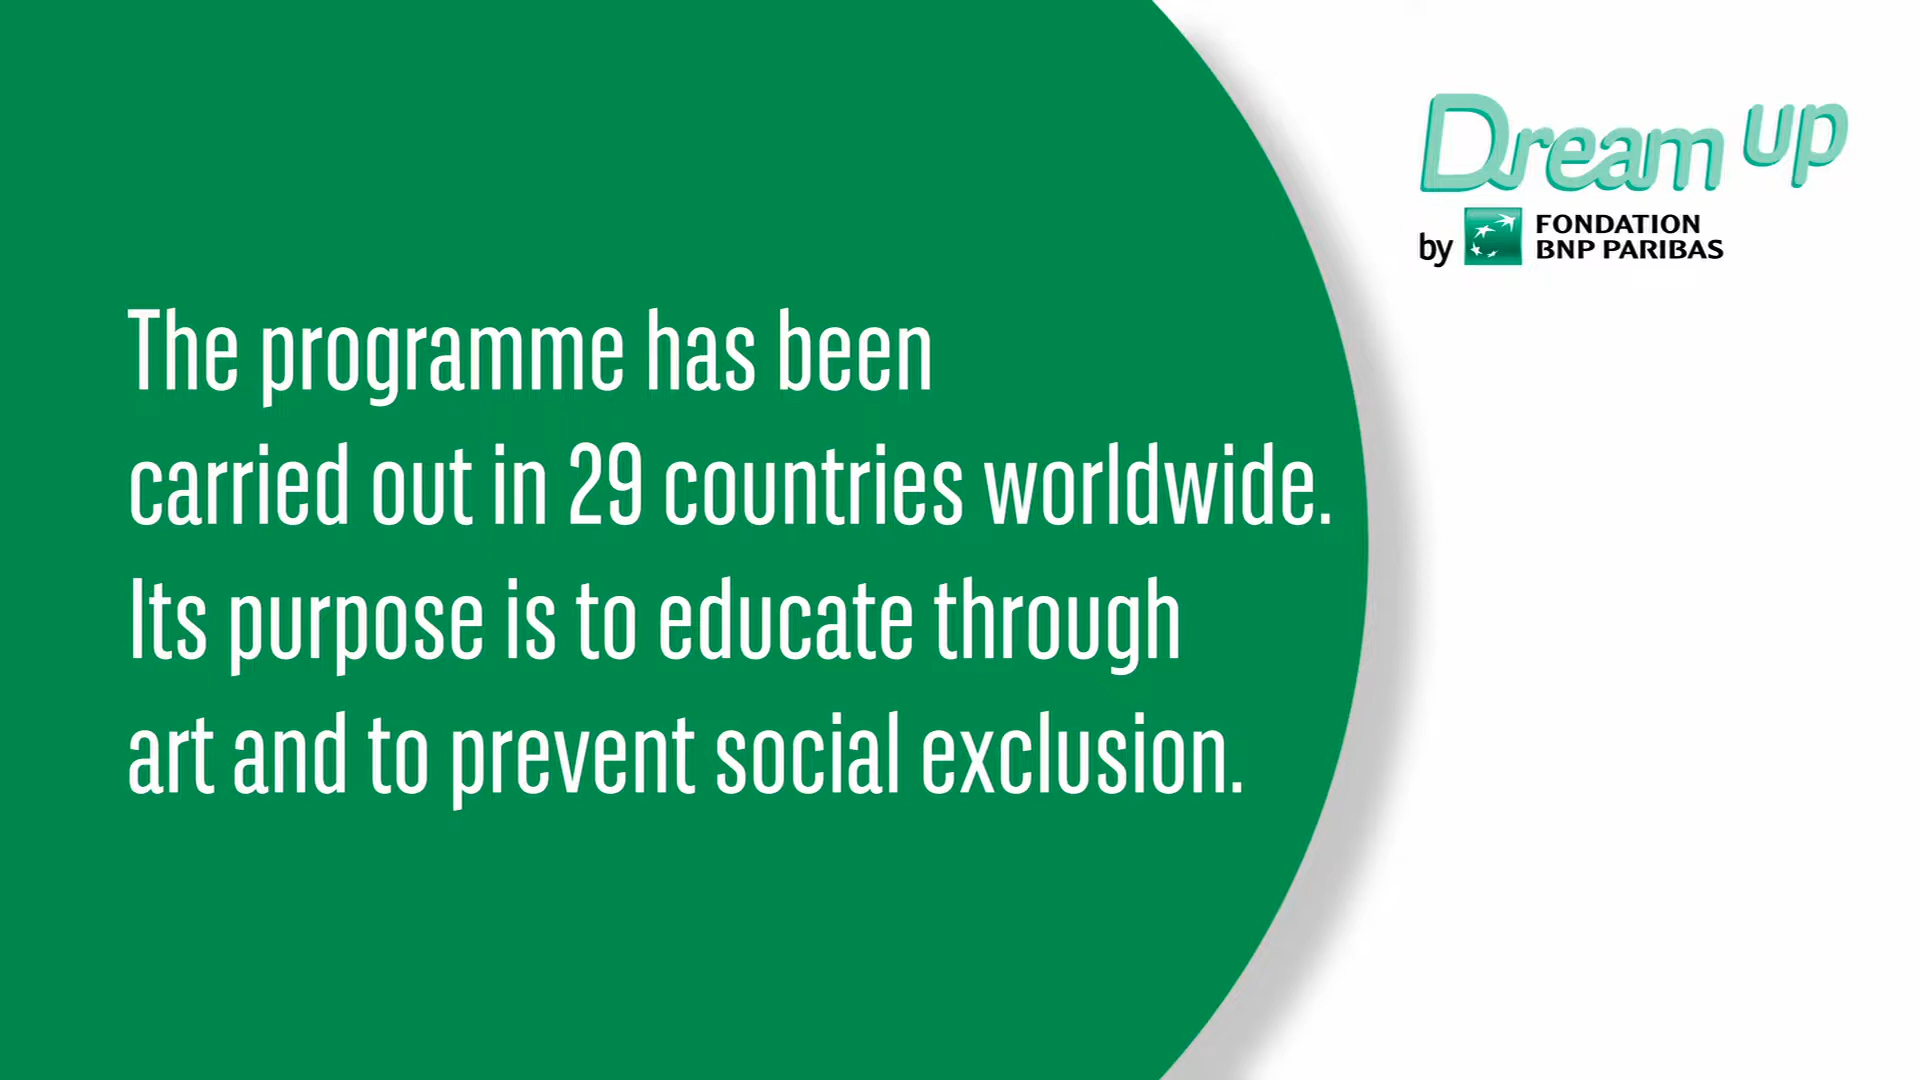 The programme has been
carried out in 29 countries worldwide.
Its purpose is to educate through
art and to prevent social exclusion.
Dream up
by FONDATION
BNP PARIBAS